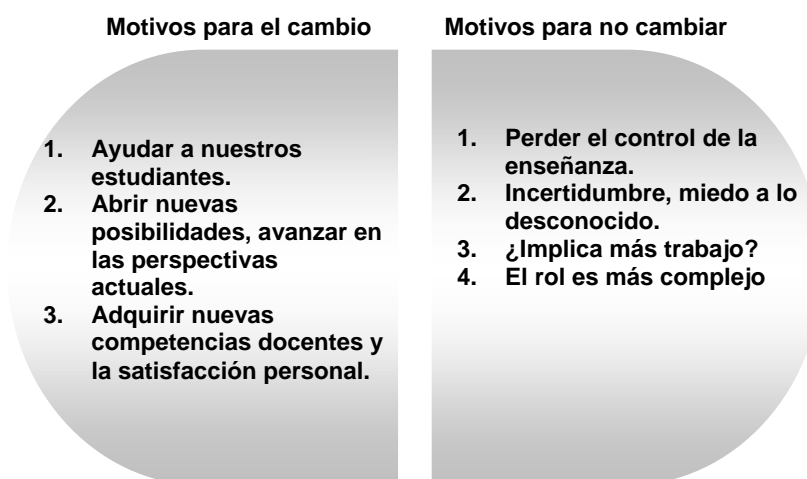 Motivos para el cambio
1. Ayudar a nuestros
estudiantes.
2. Abrir nuevas
posibilidades, avanzar en
las perspectivas
actuales.
3. Adquirir nuevas
competencias docentes y
la satisfacción personal.
Motivos para no cambiar
1. Perder el control de la
enseñanza.
2. Incertidumbre, miedo a lo
desconocido.
3. ¿Implica más trabajo?
4. El rol es más complejo